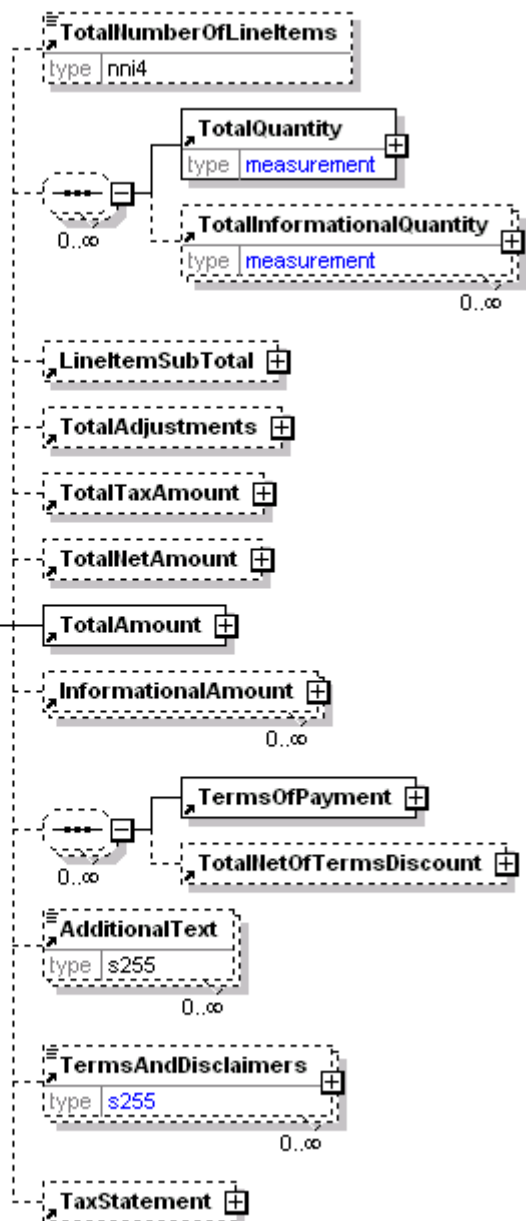 TotalNumberOfLineItems
type nni4
TotalQuantity
type measurement
TotalInformationalQuantity
type measurement
0..∞
0..∞
LineItemSubTotal
TotalAdjustments
TotalTaxAmount
TotalNetAmount
TotalAmount
InformationalAmount
0..∞
TermsOfPayment
TotalNetOfTermsDiscount
0..∞
AdditionalText
type s255
0..∞
TermsAndDisclaimers
type s255
0..∞
TaxStatement